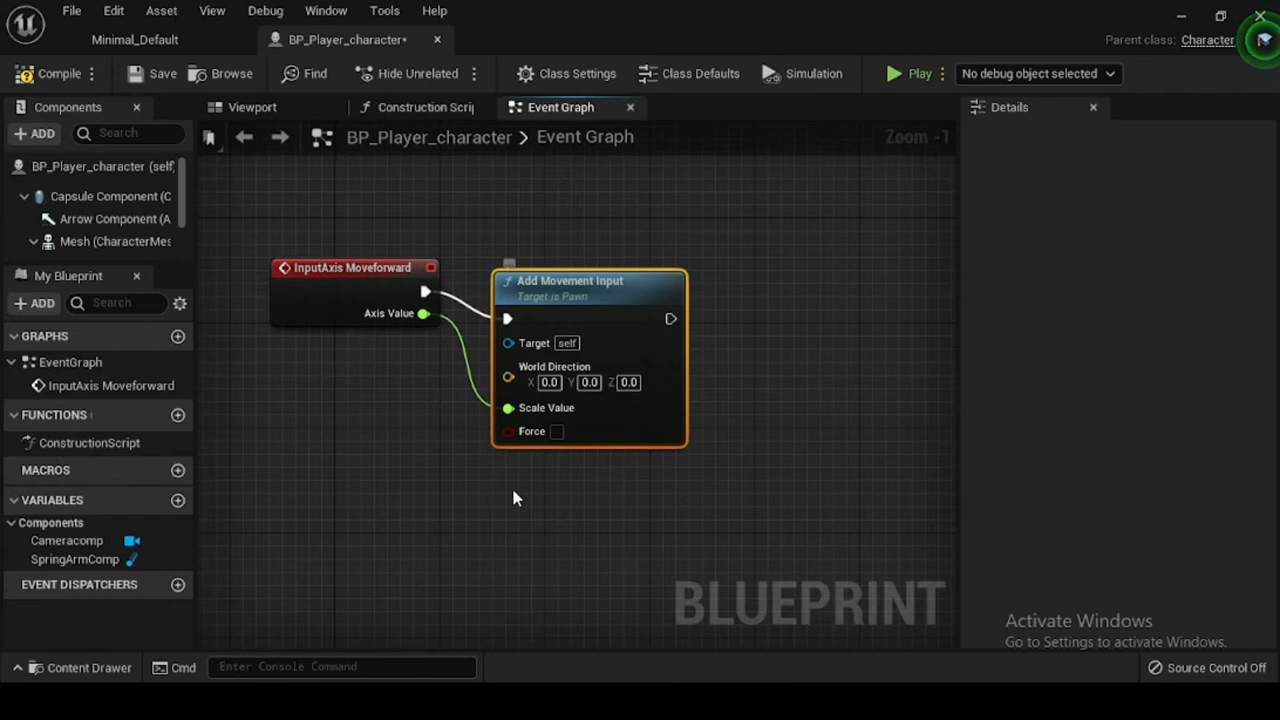 File Edit Asset View Debug Window Tools Help
Minimal_Default BP_Player_character• Parent class: Character
Compile Save Browse Find Hide Unrelated Class Settings Class Defaults Simulation Play No debug object selected
Components Viewport Construction Scrip Event Graph Details
+ ADD Search BP_Player_character > Event Graph Zoom -1
BP_Player_character (self)
Capsule Component (C
Arrow Component (A
Mesh (CharacterMes
My Blueprint
+ ADD Search
GRAPHS
EventGraph
InputAxis Moveforward
FUNCTIONS
ConstructionScript
MACROS
VARIABLES
Components
Cameracomp
SpringArmComp
EVENT DISPATCHERS
InputAxis Moveforward
Axis Value
f Add Movement Input
Target is Pawn
Target self
World Direction
X 0.0 Y 0.0 Z 0.0
Scale Value
Force
BLUEPRINT
Activate Windows
Go to Settings to activate Windows.
Content Drawer Cmd Enter Console Command Source Control Off